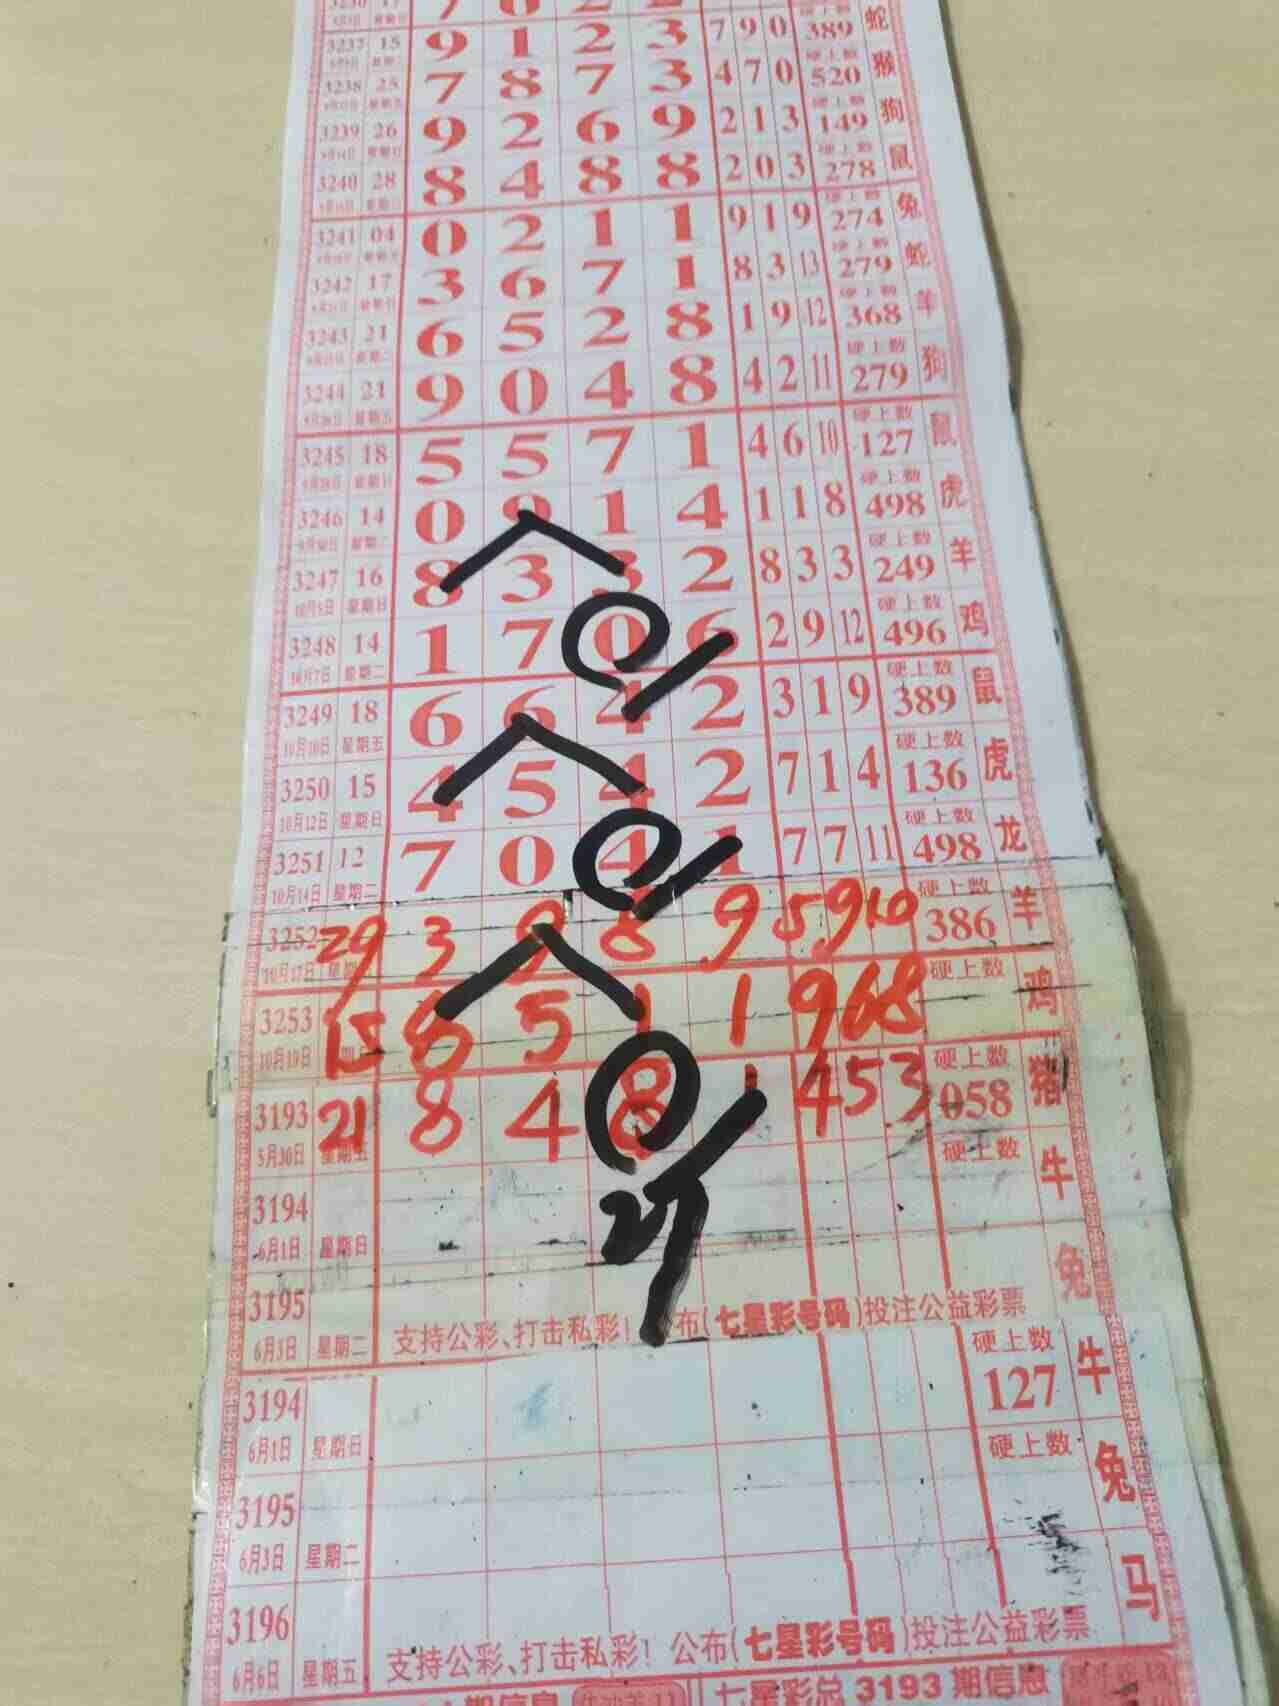 3237 15 9 1 2 3 7 9 0 硬上数 389 蛇
3238 25 7 8 7 3 4 7 0 硬上数 520 猴
3239 26 9 2 6 9 2 1 3 硬上数 149 狗
3240 28 8 4 8 8 2 0 3 硬上数 278 鼠
3241 04 0 2 1 1 9 1 9 硬上数 274 兔
3242 17 3 6 7 1 8 3 13 硬上数 279 蛇
3243 21 6 5 2 8 1 9 12 硬上数 368 羊
3244 21 9 0 4 8 4 2 11 硬上数 279 狗
3245 18 5 5 7 1 4 6 10 硬上数 127 鼠
3246 14 0 9 1 4 1 1 8 硬上数 498 虎
3247 16 8 3 3 2 8 3 3 硬上数 249 羊
10月5日 星期日
3248 14 1 7 0 6 2 9 12 硬上数 496 鸡
10月7日 星期二
3249 18 6 6 4 2 3 1 9 硬上数 389 鼠
10月10日 星期五
3250 15 4 5 4 2 7 1 4 硬上数 136 虎
10月12日 星期日
3251 12 7 0 4 1 7 7 11 硬上数 498 龙
10月14日 星期二
3252 29 3 9 8 9 5 9 10 硬上数 386 羊
10月17日
3253 15 6 5 1 1 9 6 8 硬上数 鸡
10月19日
3193 21 8 4 8 1 4 5 3 硬上数 058 猪
5月30日 星期五
3194 硬上数 牛
6月1日 星期日
27
3195 兔
6月3日 星期二 支持公彩、打击私彩! 布(七星彩号码)投注公益彩票
3194 硬上数 127 牛
6月1日 星期日
3195 硬上数 兔
6月3日 星期二
3196 马
6月6日 星期五 支持公彩、打击私彩! 公布(七星彩号码)投注公益彩票
期信息 七星彩总 3193 期信息